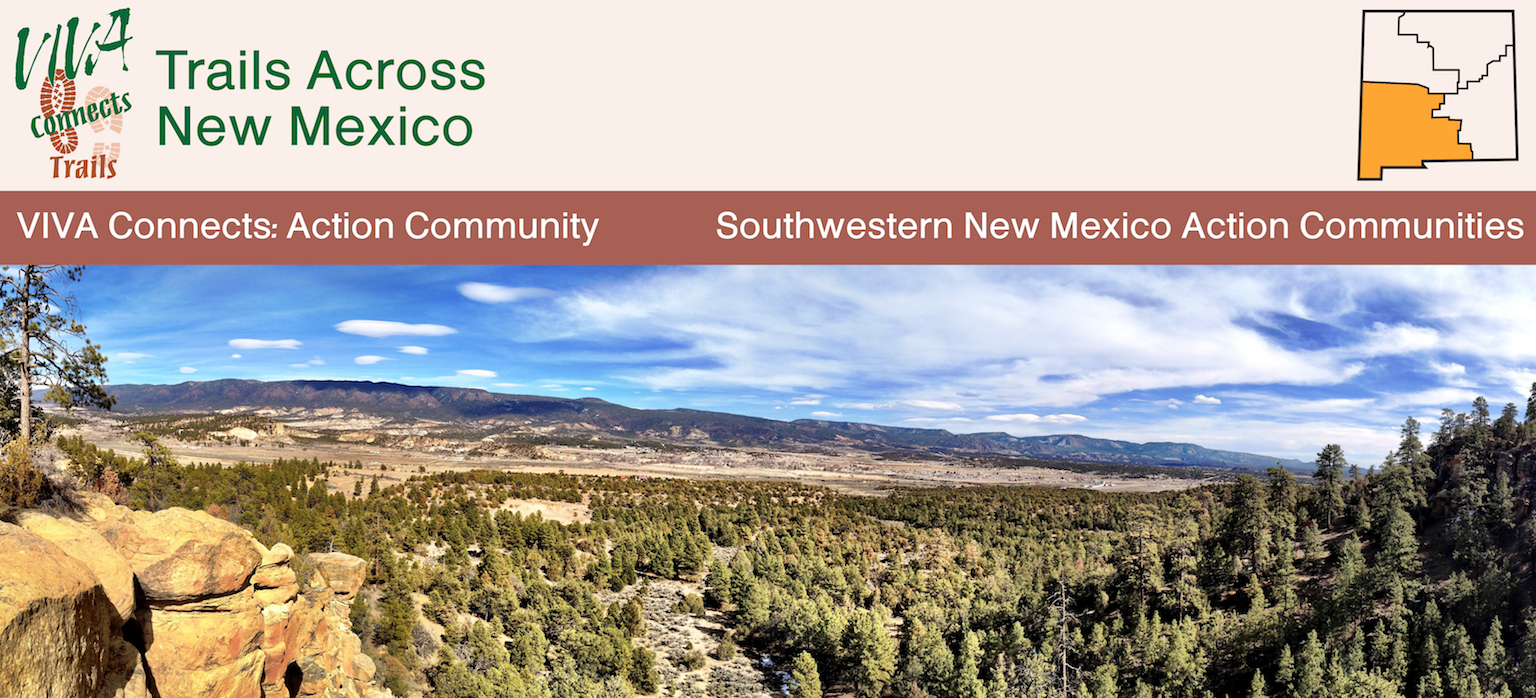 VIVA
connects
Trails
Trails Across
New Mexico
VIVA Connects: Action Community
Southwestern New Mexico Action Communities